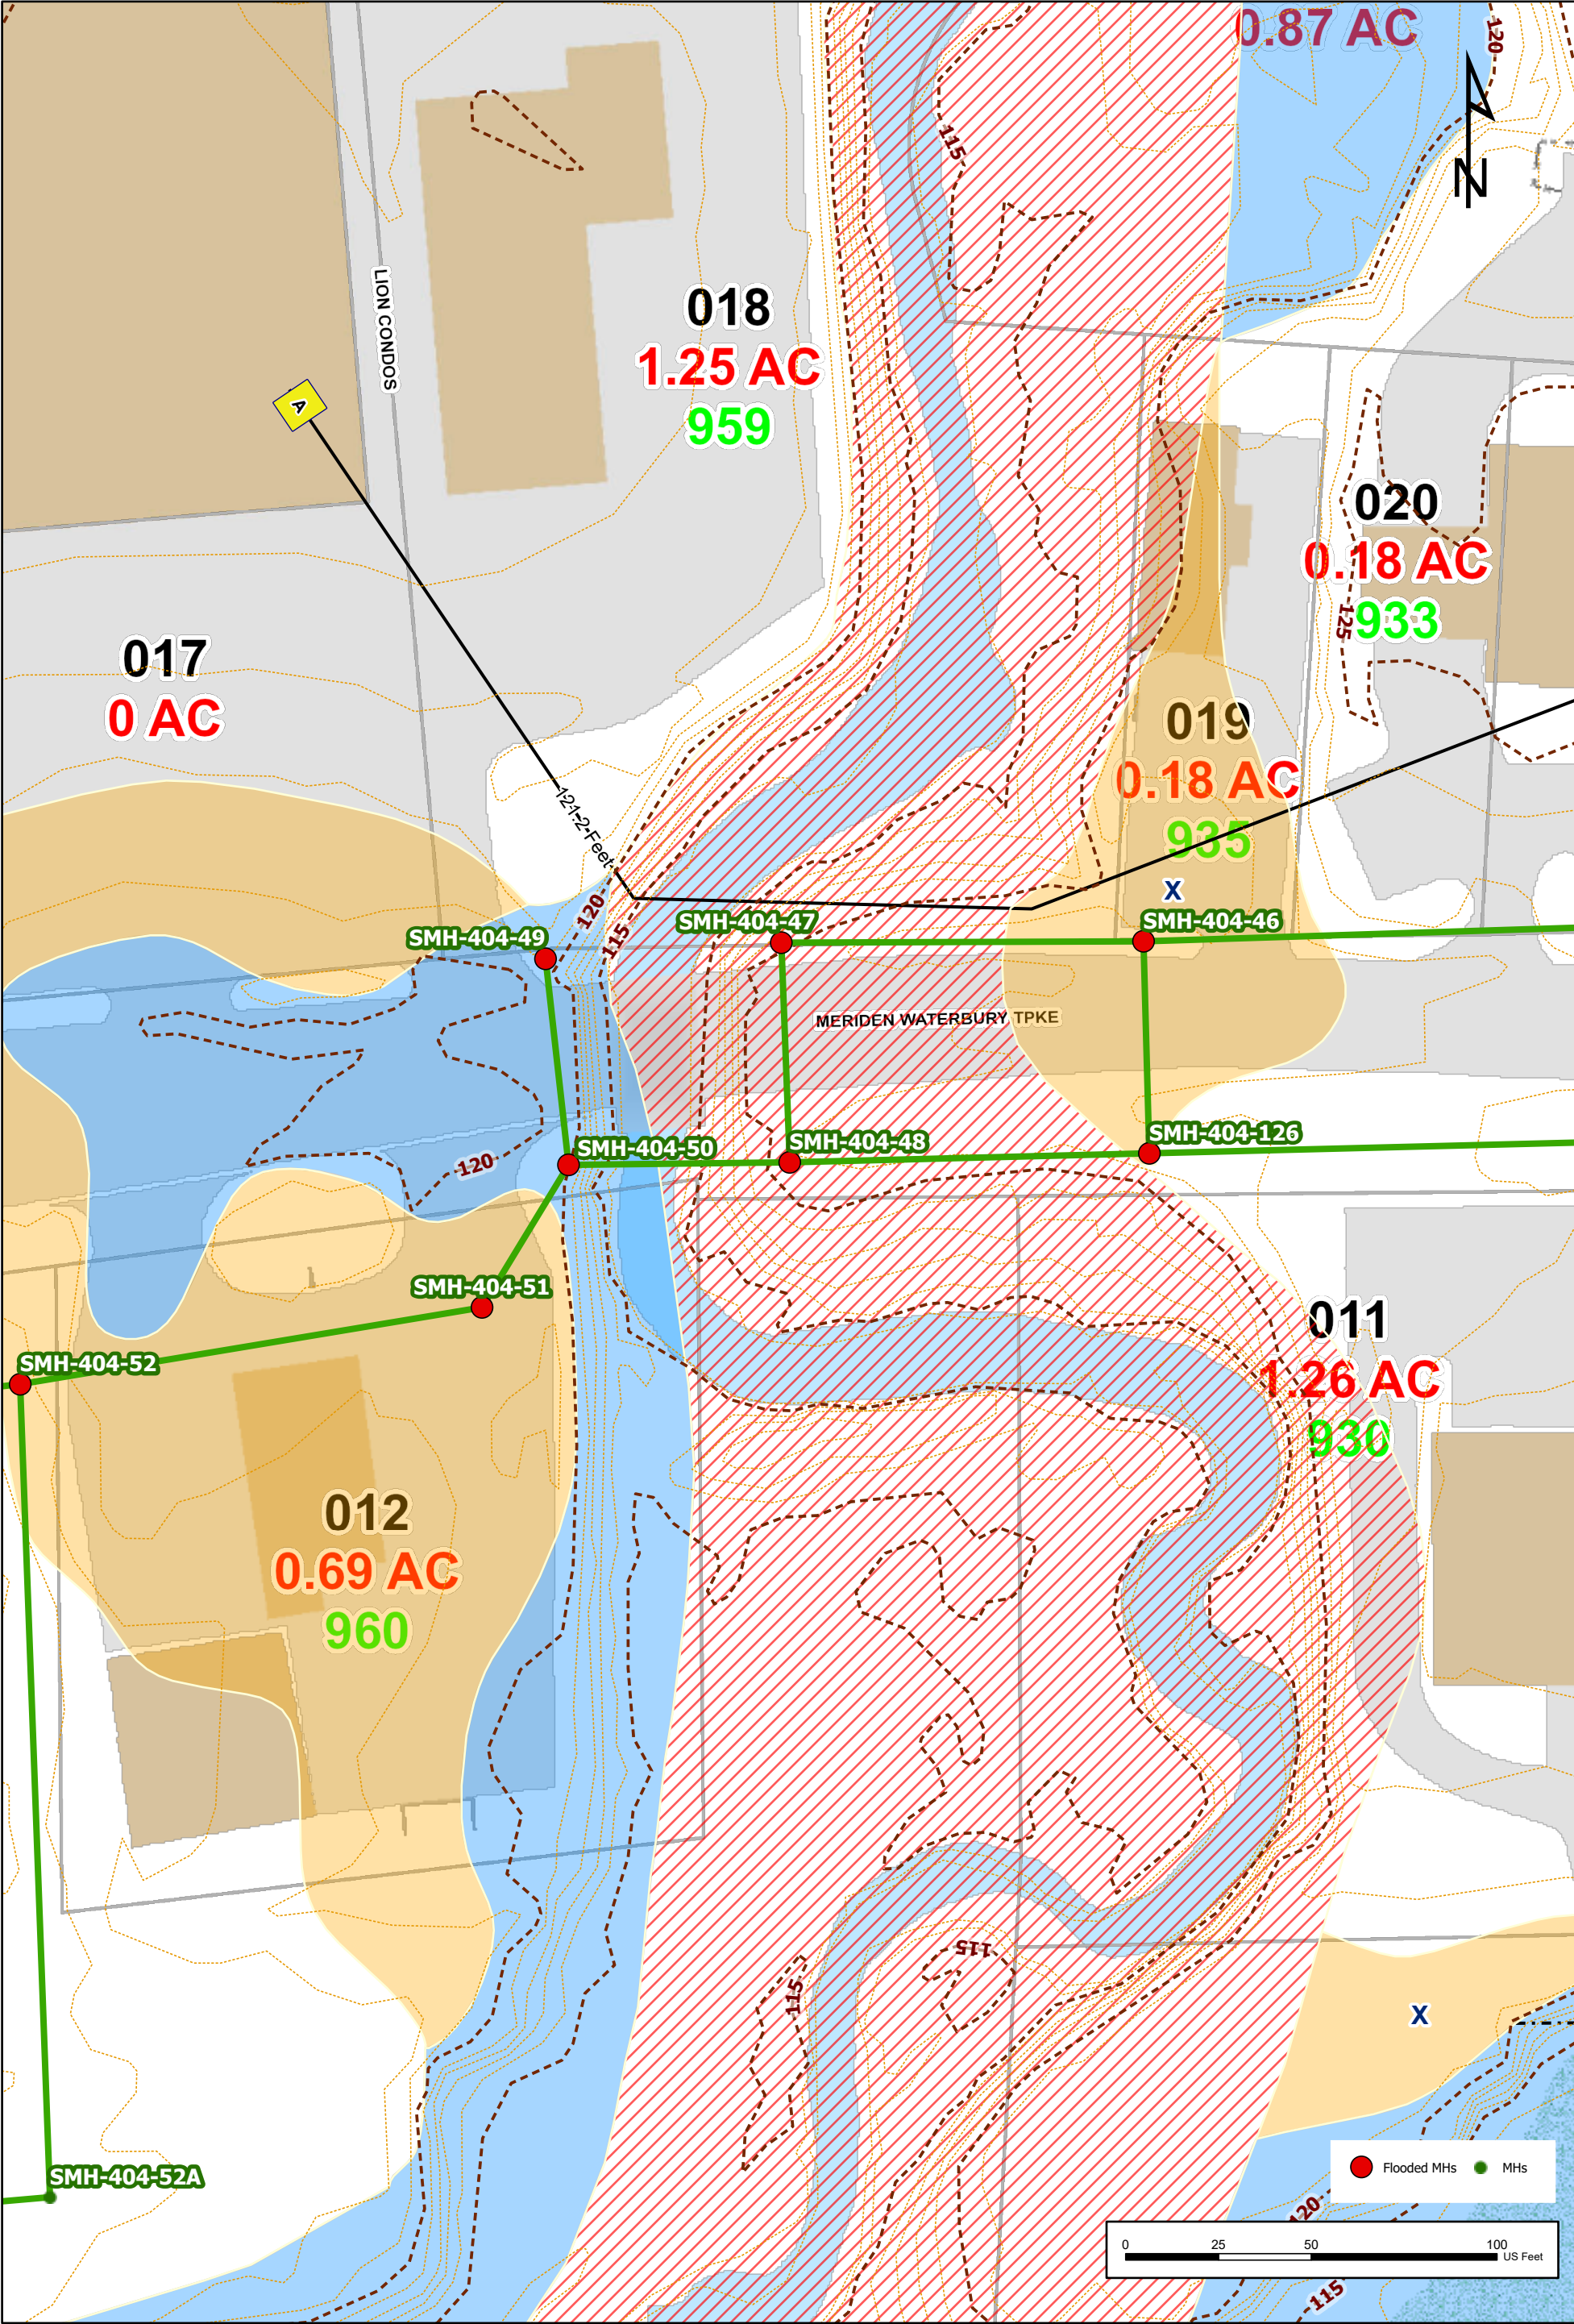 0.87 AC
120
N
115
LION CONDOS
018
1.25 AC
959
A
020
0.18 AC
933
125
017
0 AC
019
0.18 AC
935
X
121.2 Feet
120
115
SMH-404-49
SMH-404-47
SMH-404-46
MERIDEN WATERBURY TPKE
SMH-404-50
SMH-404-48
SMH-404-126
120
SMH-404-51
SMH-404-52
011
1.26 AC
930
012
0.69 AC
960
115
115
X
SMH-404-52A
Flooded MHs
MHs
120
0 25 50 100
US Feet
115